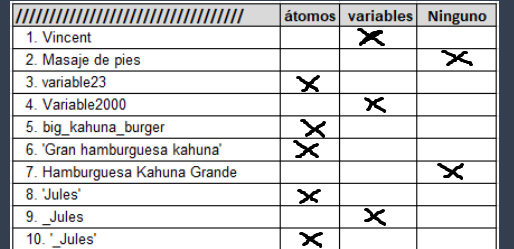 //////////////////////////////// átomos variables Ninguno
1. Vincent X
2. Masaje de pies X
3. variable23 X
4. Variable2000 X
5. big_kahuna_burger X
6. 'Gran hamburguesa kahuna' X
7. Hamburguesa Kahuna Grande X
8. 'Jules' X
9. _Jules X
10. '_Jules' X